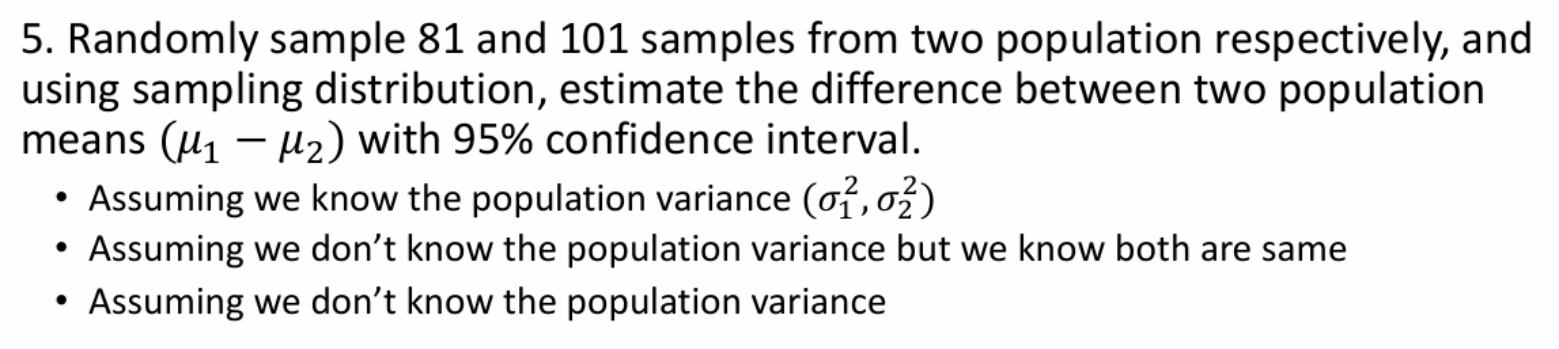 5. Randomly sample 81 and 101 samples from two population respectively, and
using sampling distribution, estimate the difference between two population
means (μ₁ − μ₂) with 95% confidence interval.
• Assuming we know the population variance (σ₁², σ₂²)
• Assuming we don’t know the population variance but we know both are same
• Assuming we don’t know the population variance